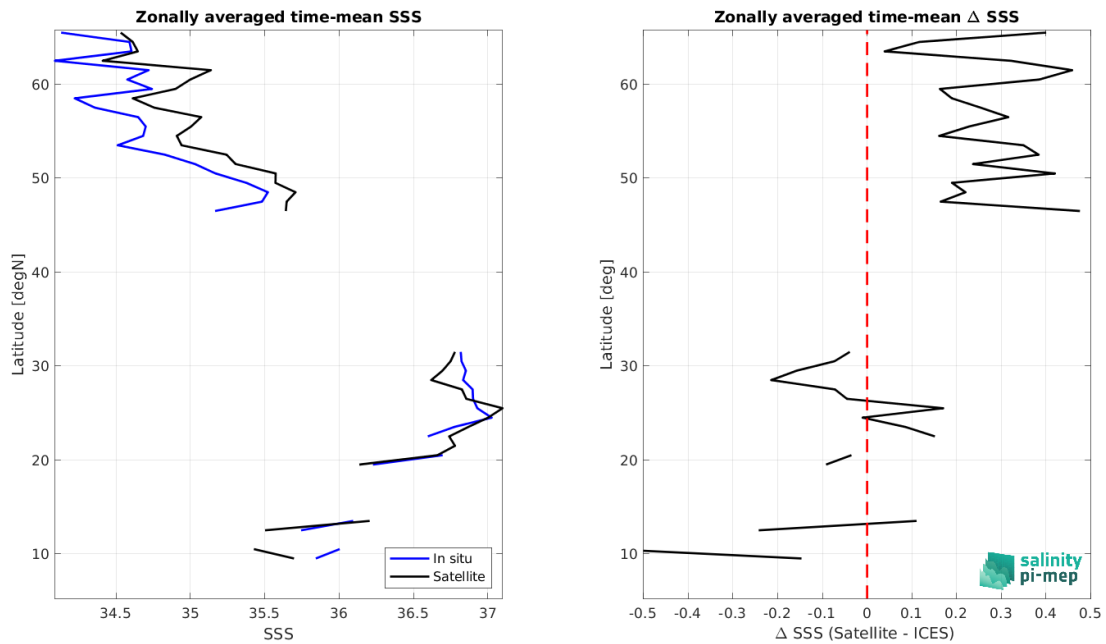 Zonally averaged time-mean SSS
60
50
40
30
20
10
Latitude [degN]
34.5
35
35.5
36
36.5
37
SSS
In situ
Satellite
Zonally averaged time-mean Δ SSS
60
50
40
30
20
10
Latitude [deg]
-0.5
-0.4
-0.3
-0.2
-0.1
0
0.1
0.2
0.3
0.4
0.5
Δ SSS (Satellite - ICES)
salinity
pi-mep